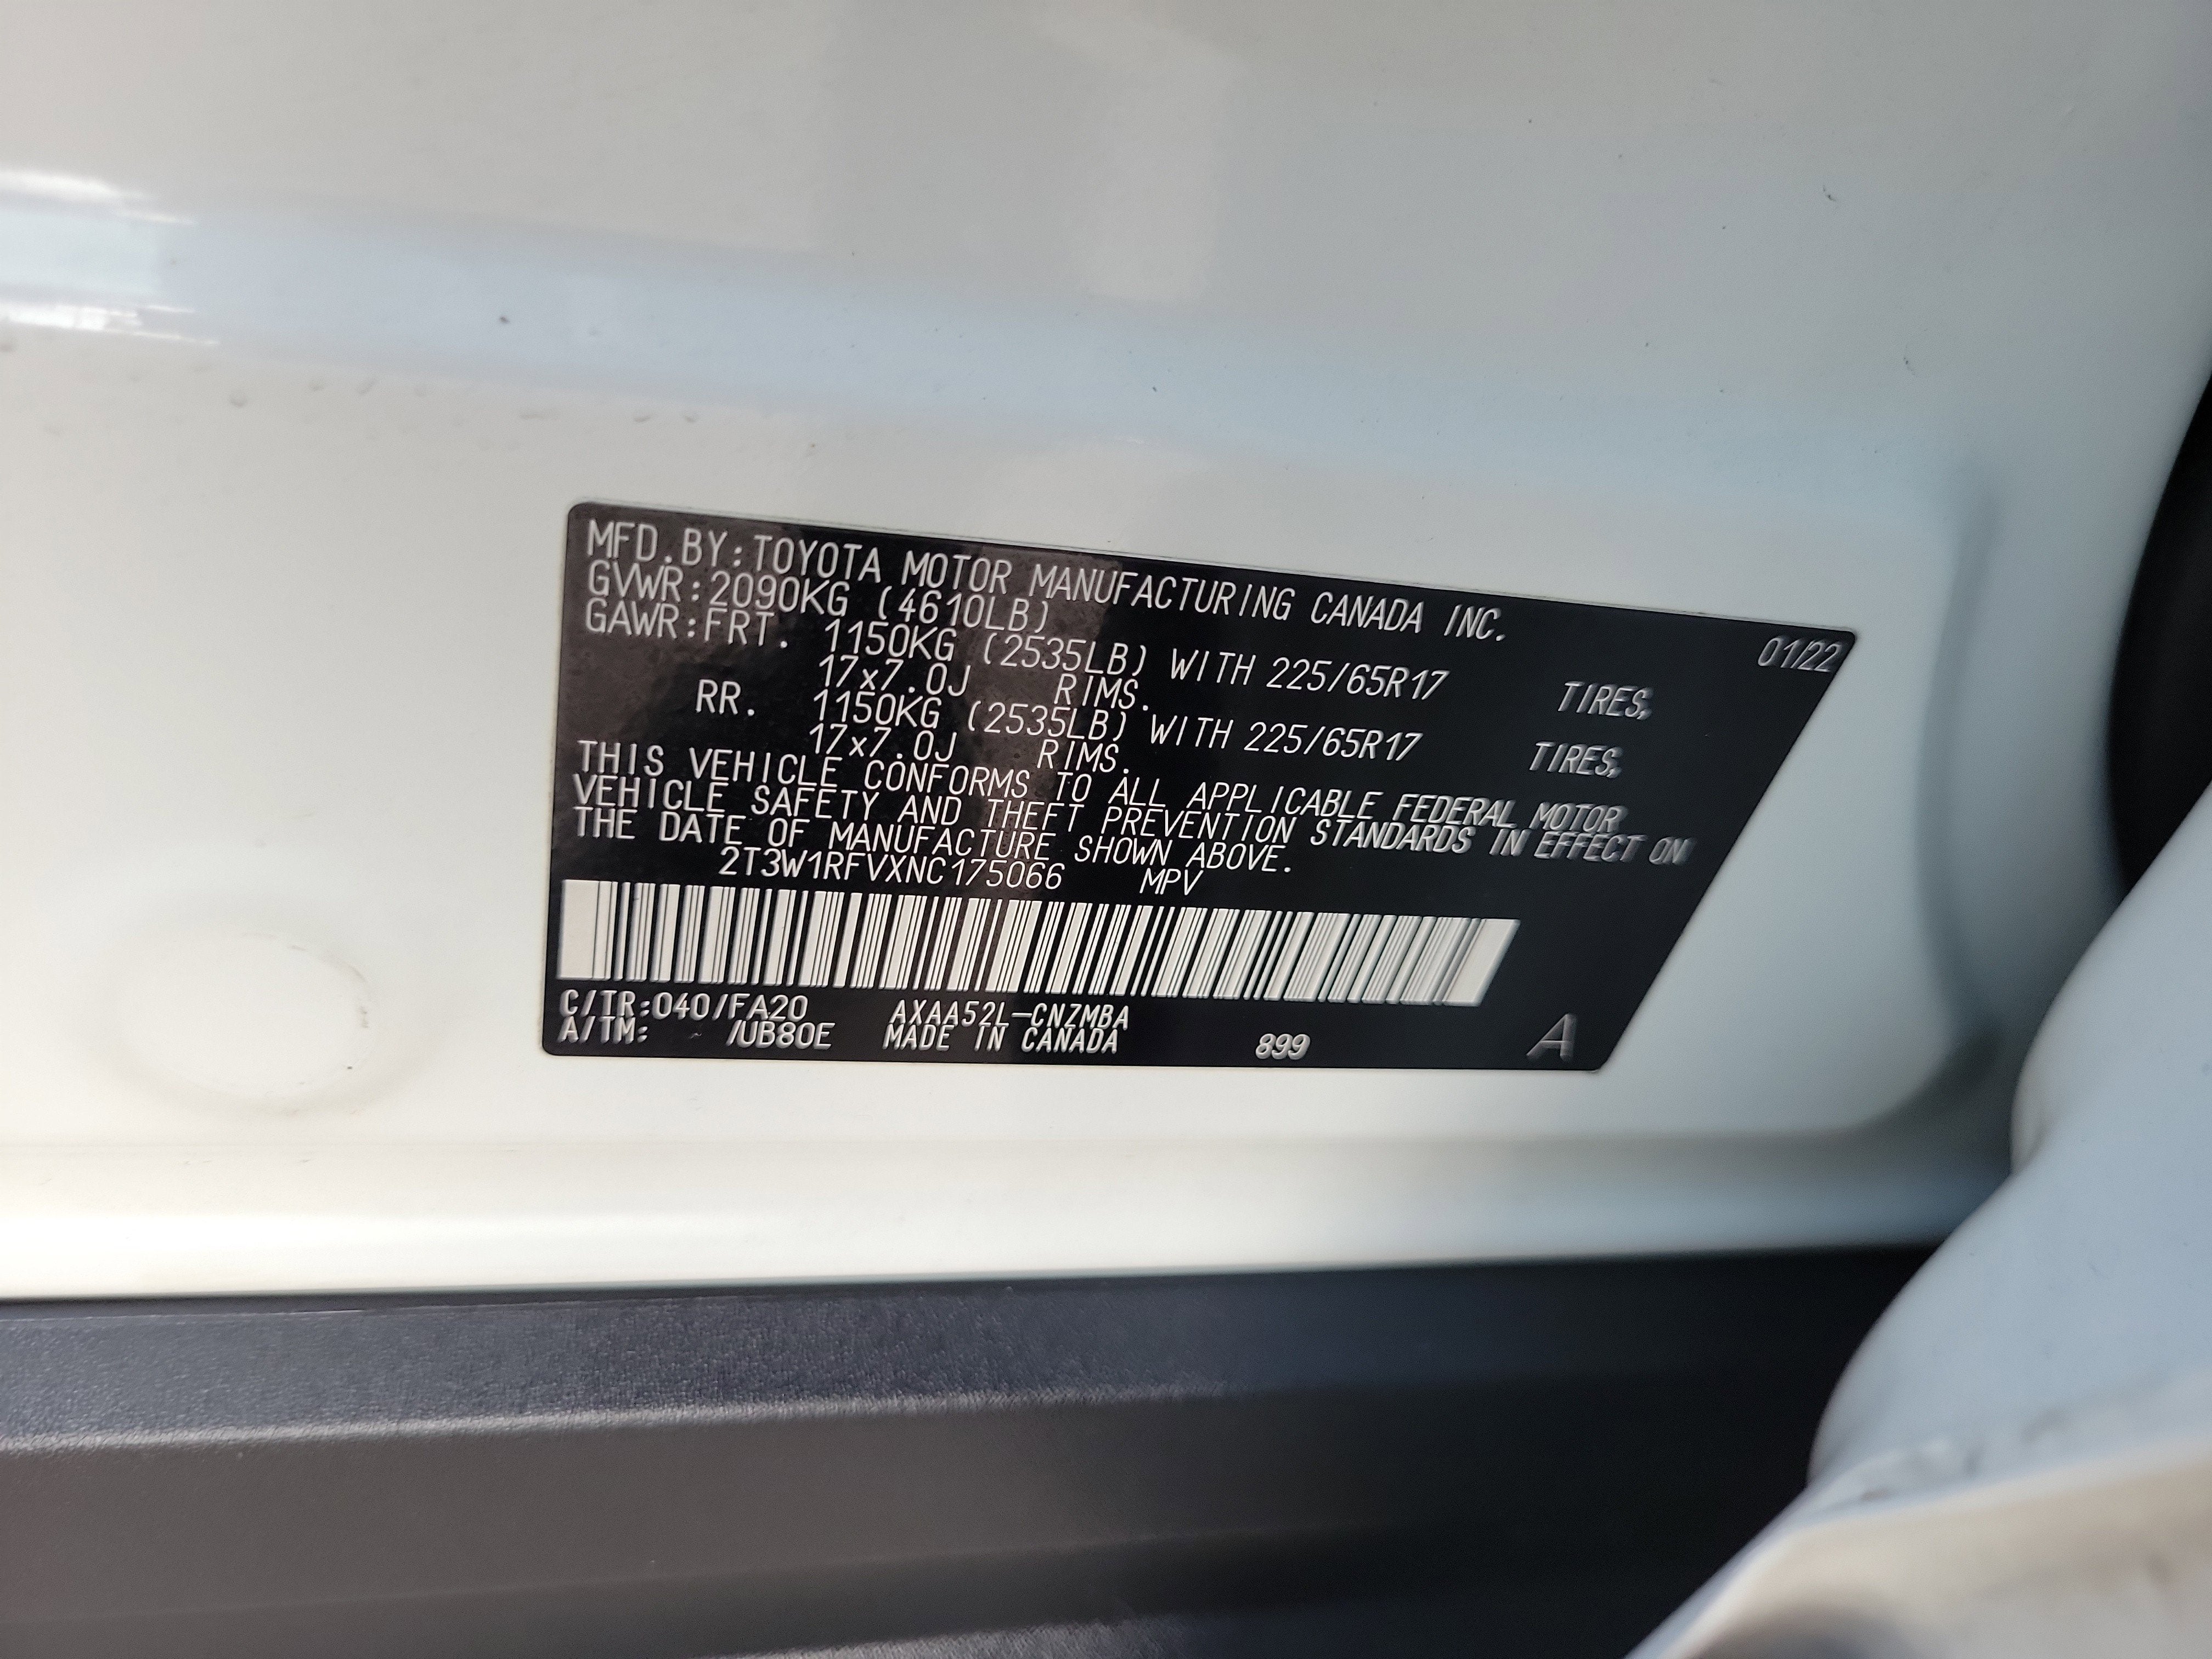 MFD.BY:TOYOTA MOTOR MANUFACTURING CANADA INC. 01/22
GVWR:2090KG (4610LB)
GAWR:FRT. 1150KG (2535LB) WITH 225/65R17 TIRES,
17x7.0J RIMS.
RR. 1150KG (2535LB) WITH 225/65R17 TIRES,
17x7.0J RIMS.
THIS VEHICLE CONFORMS TO ALL APPLICABLE FEDERAL MOTOR
VEHICLE SAFETY AND THEFT PREVENTION STANDARDS IN EFFECT ON
THE DATE OF MANUFACTURE SHOWN ABOVE.
2T3W1RFVXNC175066 MPV
C/TR:040/FA20 AXAA52L-CNZMBA
A/TM: - /UB80E MADE IN CANADA 899 A